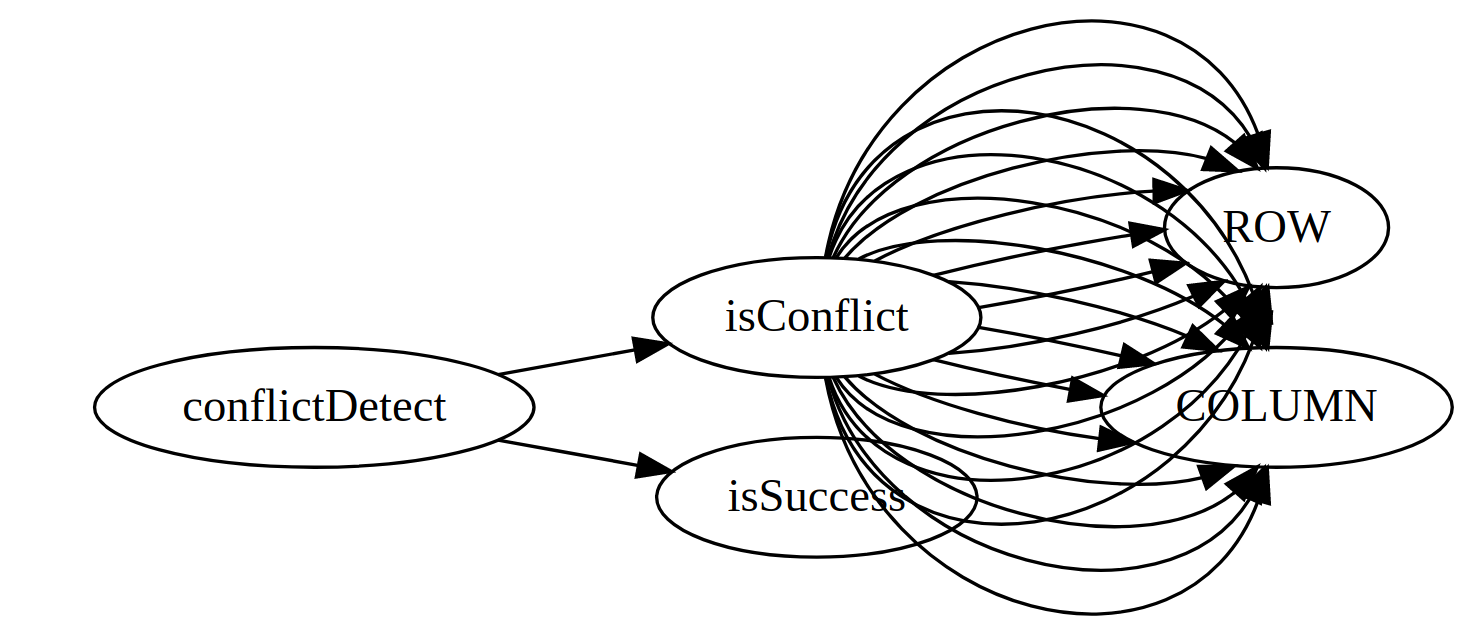 conflictDetect
isConflict
isSuccess
ROW
COLUMN